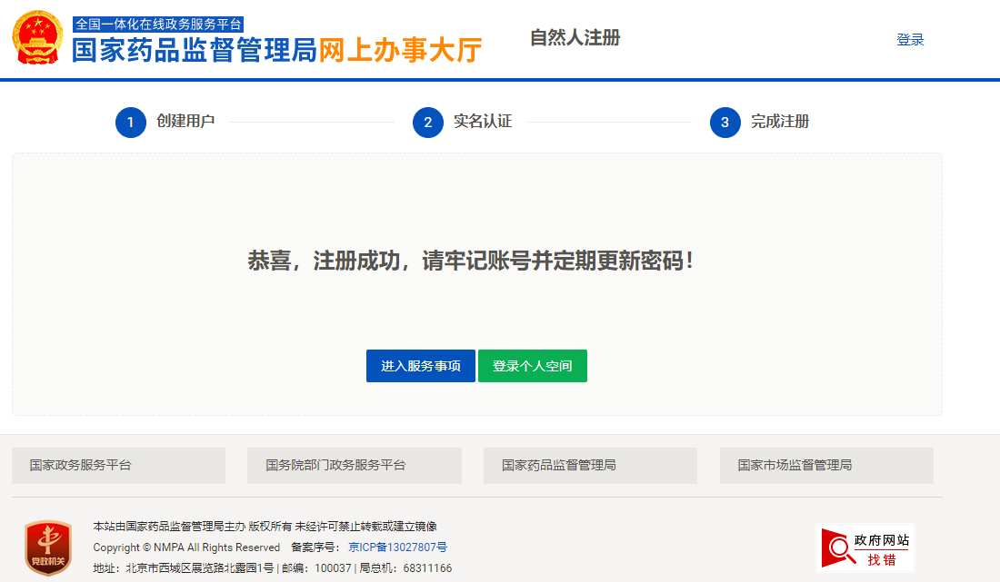 全国一体化在线政务服务平台
国家药品监督管理局网上办事大厅
自然人注册
登录
1 创建用户
2 实名认证
3 完成注册
恭喜，注册成功，请牢记账号并定期更新密码！
进入服务事项 登录个人空间
国家政务服务平台
国务院部门政务服务平台
国家药品监督管理局
国家市场监督管理局
党政机关
本站由国家药品监督管理局主办 版权所有 未经许可禁止转载或建立镜像
Copyright © NMPA All Rights Reserved 备案序号： 京ICP备13027807号
地址：北京市西城区展览路北露园1号 | 邮编：100037 | 局总机：68311166
政府网站
找错